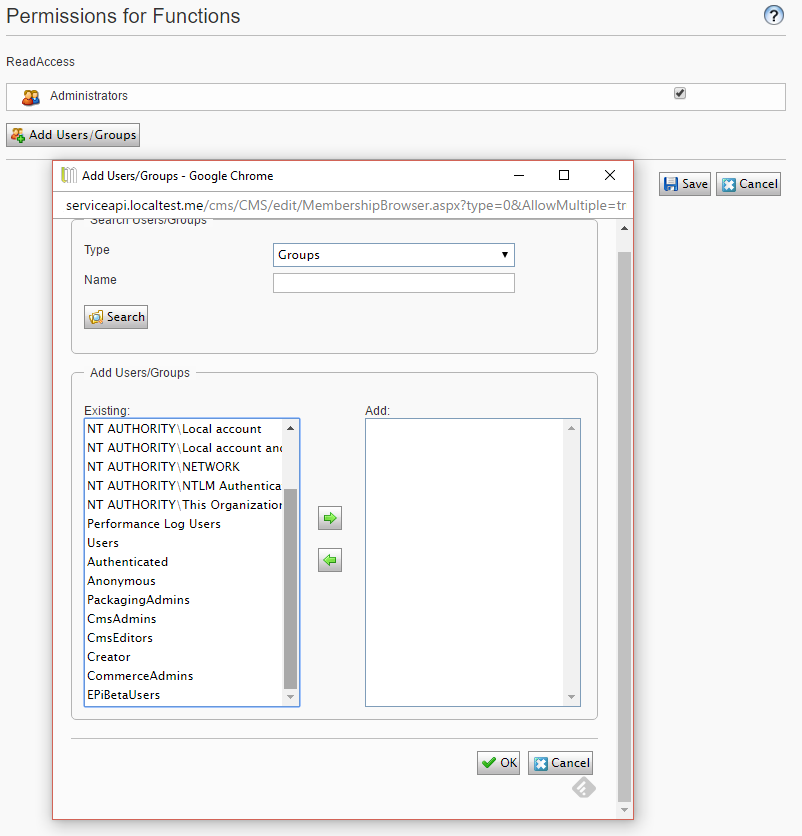 Permissions for Functions
?
ReadAccess
Administrators
Add Users/Groups
Save
Cancel
Add Users/Groups - Google Chrome
serviceapi.localtest.me/cms/CMS/edit/MembershipBrowser.aspx?type=0&AllowMultiple=tr
Search Users/Groups
Type
Groups
Name
Search
Add Users/Groups
Existing:
Add:
NT AUTHORITY\Local account
NT AUTHORITY\Local account and
NT AUTHORITY\NETWORK
NT AUTHORITY\NTLM Authentica
NT AUTHORITY\This Organization
Performance Log Users
Users
Authenticated
Anonymous
PackagingAdmins
CmsAdmins
CmsEditors
Creator
CommerceAdmins
EPiBetaUsers
OK
Cancel